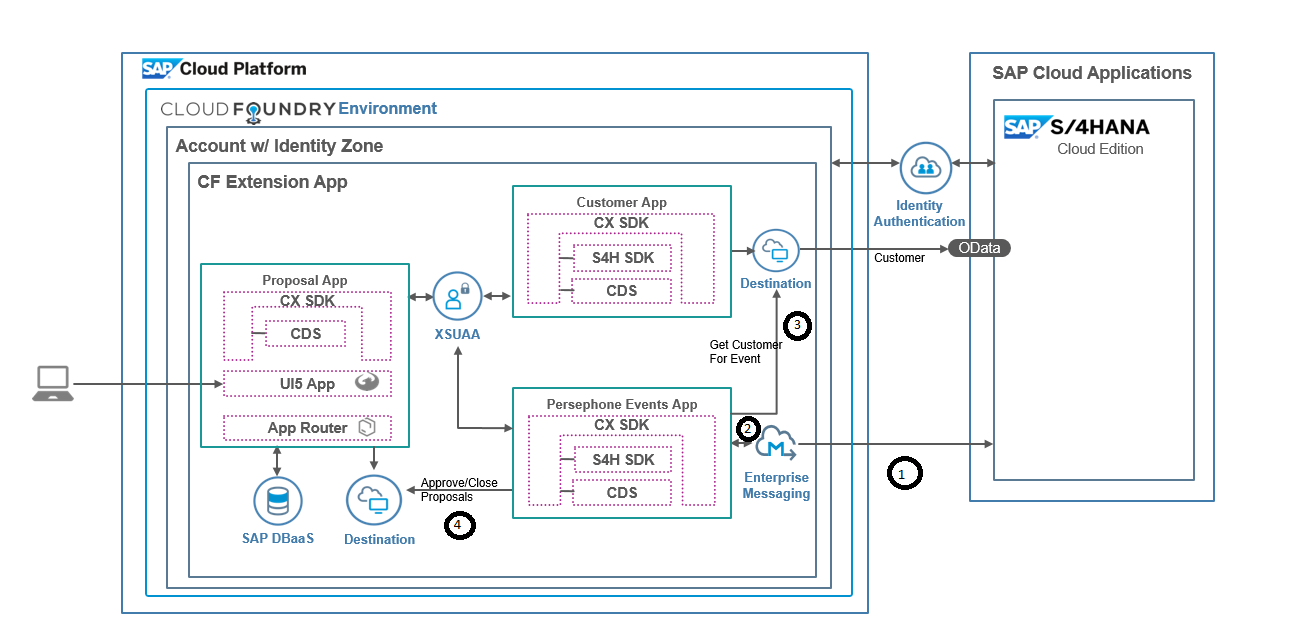 SAP Cloud Platform
CLOUD FOUNDRY Environment
Account w/ Identity Zone
CF Extension App
Proposal App
CX SDK
CDS
UI5 App
App Router
SAP DBaaS
Destination
XSUAA
Customer App
CX SDK
S4H SDK
CDS
Destination
Get Customer
For Event
3
Persephone Events App
CX SDK
S4H SDK
CDS
2
M
Enterprise
Messaging
Approve/Close
Proposals
4
1
Identity
Authentication
Customer
OData
SAP Cloud Applications
SAP S/4HANA
Cloud Edition